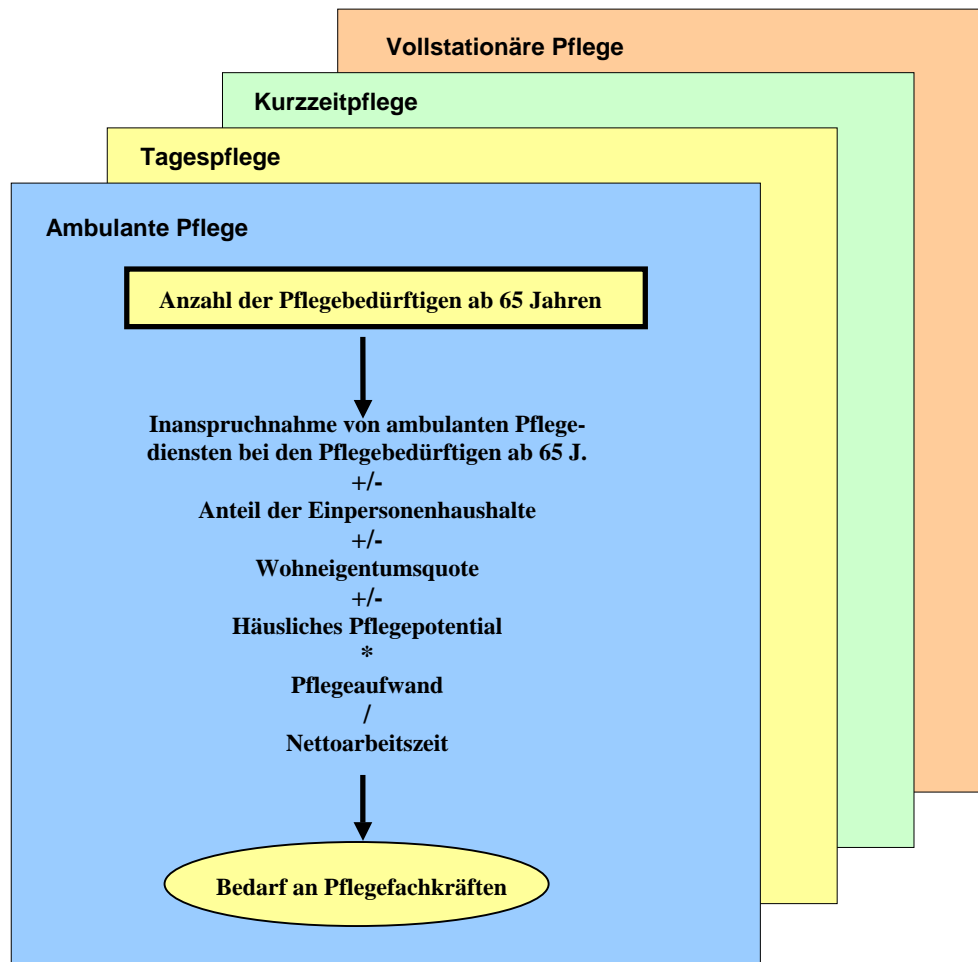 Vollstationäre Pflege
Kurzzeitpflege
Tagespflege
Ambulante Pflege
Anzahl der Pflegebedürftigen ab 65 Jahren
Inanspruchnahme von ambulanten Pflege-
diensten bei den Pflegebedürftigen ab 65 J.
+/-
Anteil der Einpersonenhaushalte
+/-
Wohneigentumsquote
+/-
Häusliches Pflegepotential
*
Pflegeaufwand
/
Nettoarbeitszeit
Bedarf an Pflegefachkräften